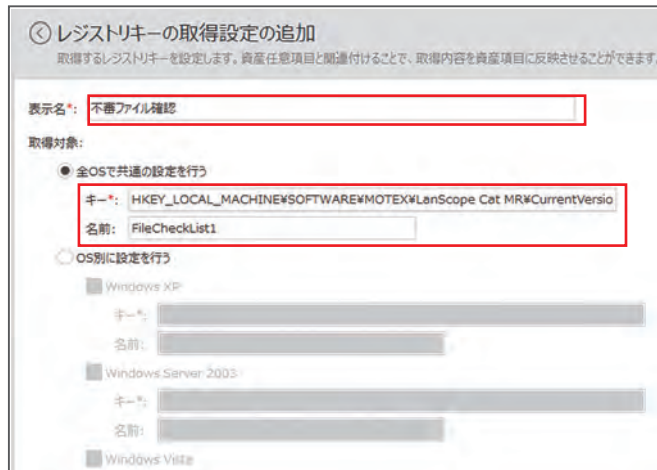 レジストリキーの取得設定の追加
取得するレジストリキーを設定します。資産任意項目と関連付けることで、取得内容を資産項目に反映させることができます。
表示名*: 不審ファイル確認
取得対象:
全OSで共通の設定を行う
キー*: HKEY_LOCAL_MACHINE¥SOFTWARE¥MOTEX¥LanScope Cat MR¥CurrentVersio
名前: FileCheckList1
OS別に設定を行う
Windows XP
キー*:
名前:
Windows Server 2003
キー*:
名前:
Windows Vista